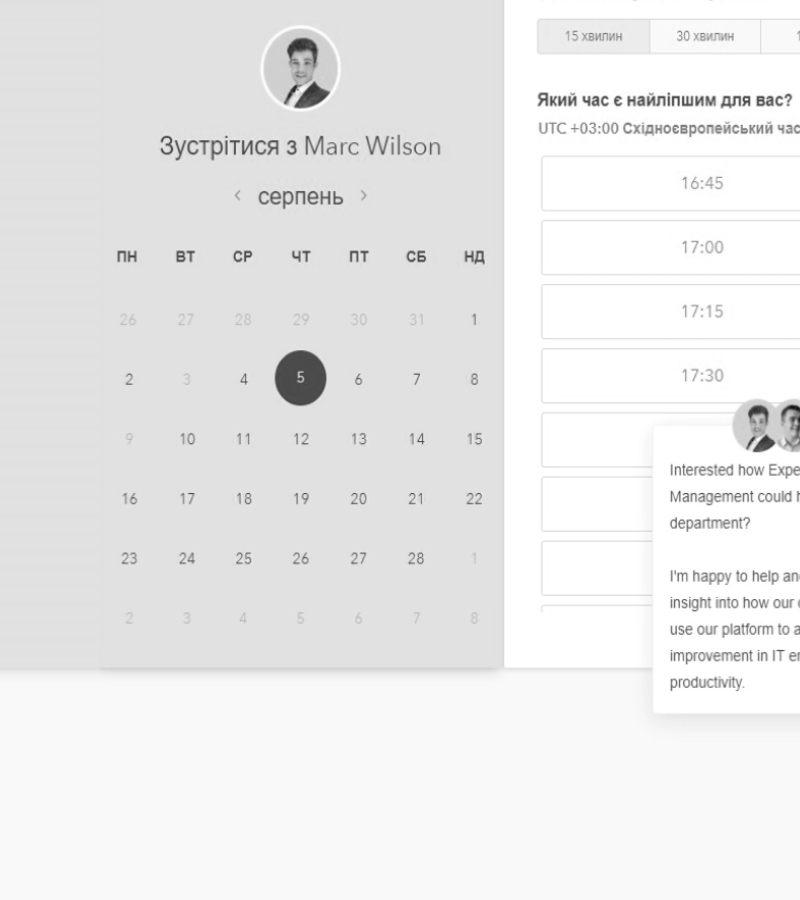 Зустрітися з Marc Wilson
‹ серпень ›
ПН ВТ СР ЧТ ПТ СБ НД
26 27 28 29 30 31 1
2 3 4 5 6 7 8
9 10 11 12 13 14 15
16 17 18 19 20 21 22
23 24 25 26 27 28 1
2 3 4 5 6 7 8
15 хвилин 30 хвилин
Який час є найліпшим для вас?
UTC +03:00 Східноєвропейський час
16:45
17:00
17:15
17:30
Interested how
Management could
department?
I'm happy to help
insight into how our
use our platform to
improvement in IT
productivity.